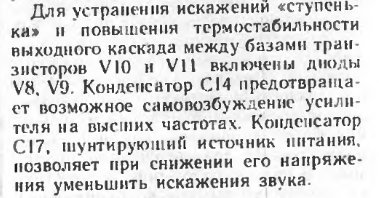 Для устранения искажений «ступень-
ка» и повышения термостабильности
выходного каскада между базами тран-
зисторов V10 и V11 включены диоды
V8, V9. Конденсатор С14 предотвраща-
ет возможное самовозбуждение усили-
теля на высших частотах. Конденсатор
С17, шунтирующий источник питания,
позволяет при снижении его напряже-
ния уменьшить искажения звука.